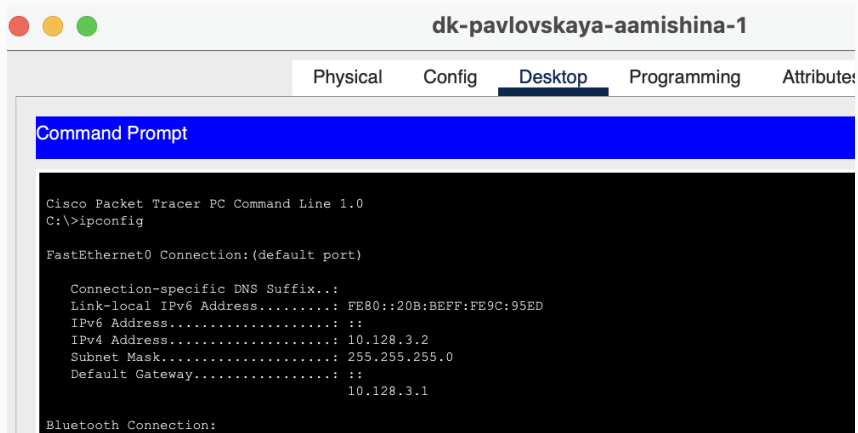 dk-pavlovskaya-aamishina-1
Physical Config Desktop Programming Attributes
Command Prompt
Cisco Packet Tracer PC Command Line 1.0
C:\>ipconfig
FastEthernet0 Connection:(default port)
Connection-specific DNS Suffix..:
Link-local IPv6 Address.........: FE80::20B:BEFF:FE9C:95ED
IPv6 Address....................: ::
IPv4 Address....................: 10.128.3.2
Subnet Mask.....................: 255.255.255.0
Default Gateway.................: ::
10.128.3.1
Bluetooth Connection: